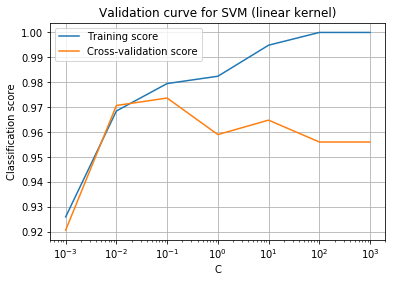 Validation curve for SVM (linear kernel)
Training score
Cross-validation score
Classification score
1.00
0.99
0.98
0.97
0.96
0.95
0.94
0.93
0.92
10⁻³ 10⁻² 10⁻¹ 10⁰ 10¹ 10² 10³
C